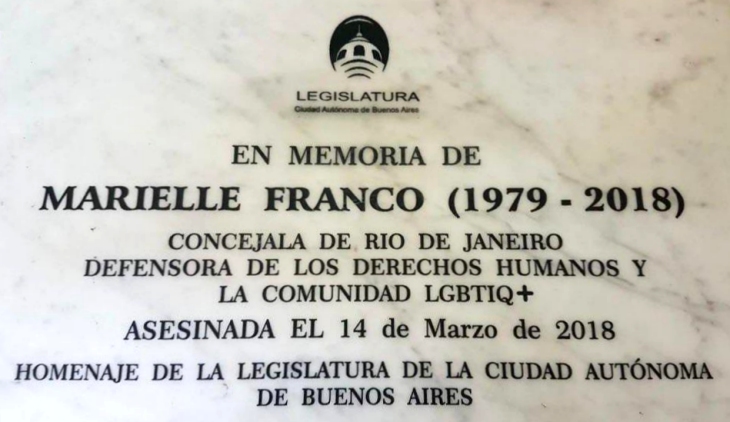 LEGISLATURA
Ciudad Autónoma de Buenos Aires
EN MEMORIA DE
MARIELLE FRANCO (1979 - 2018)
CONCEJALA DE RIO DE JANEIRO
DEFENSORA DE LOS DERECHOS HUMANOS Y
LA COMUNIDAD LGBTIQ+
ASESINADA EL 14 de Marzo de 2018
HOMENAJE DE LA LEGISLATURA DE LA CIUDAD AUTÓNOMA
DE BUENOS AIRES